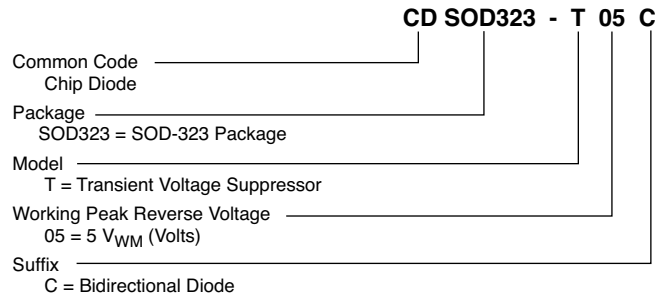 CD SOD323 - T 05 C
Common Code
Chip Diode
Package
SOD323 = SOD-323 Package
Model
T = Transient Voltage Suppressor
Working Peak Reverse Voltage
05 = 5 VWM (Volts)
Suffix
C = Bidirectional Diode